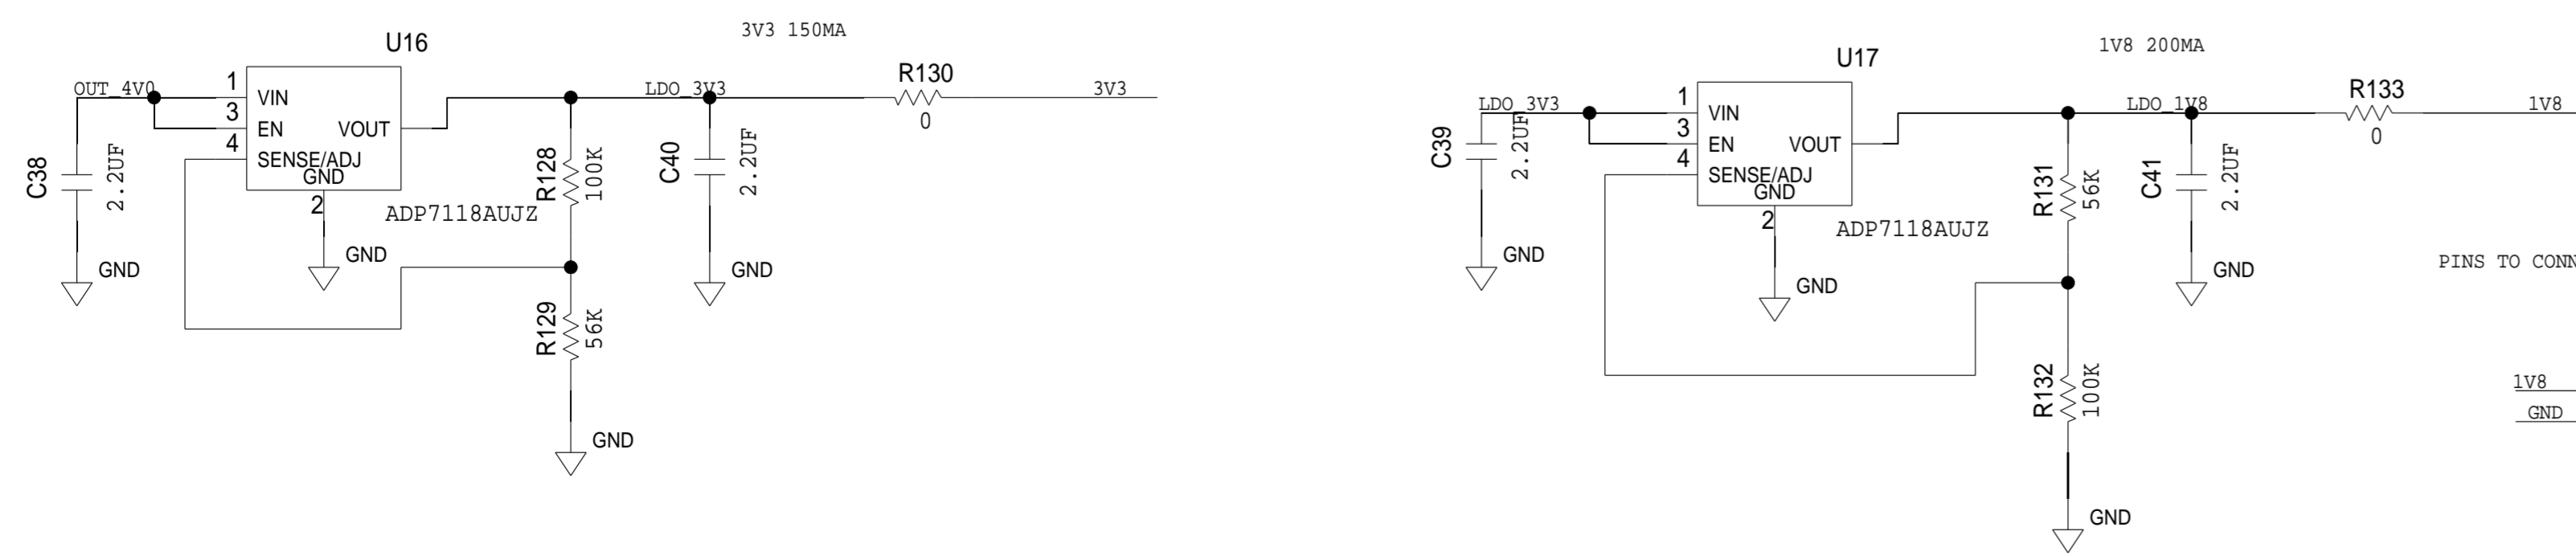 3V3 150MA
U16
OUT_4V0
1
VIN
3
EN
VOUT
4
SENSE/ADJ
GND
2
ADP7118AUJZ
GND
C38
2.2UF
GND
LDO_3V3
R128
100K
C40
2.2UF
GND
R129
56K
GND
R130
0
3V3
1V8 200MA
U17
LDO_3V3
1
VIN
3
EN
VOUT
4
SENSE/ADJ
GND
2
ADP7118AUJZ
GND
C39
2.2UF
GND
LDO_1V8
R131
56K
C41
2.2UF
GND
R132
100K
GND
R133
0
1V8
PINS TO CONN
1V8
GND